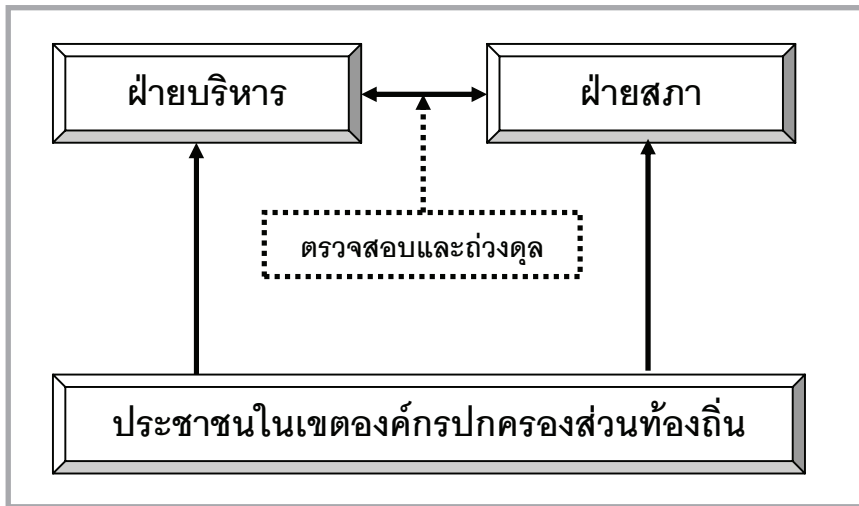 ฝ่ายบริหาร
ฝ่ายสภา
ตรวจสอบและถ่วงดุล
ประชาชนในเขตองค์กรปกครองส่วนท้องถิ่น